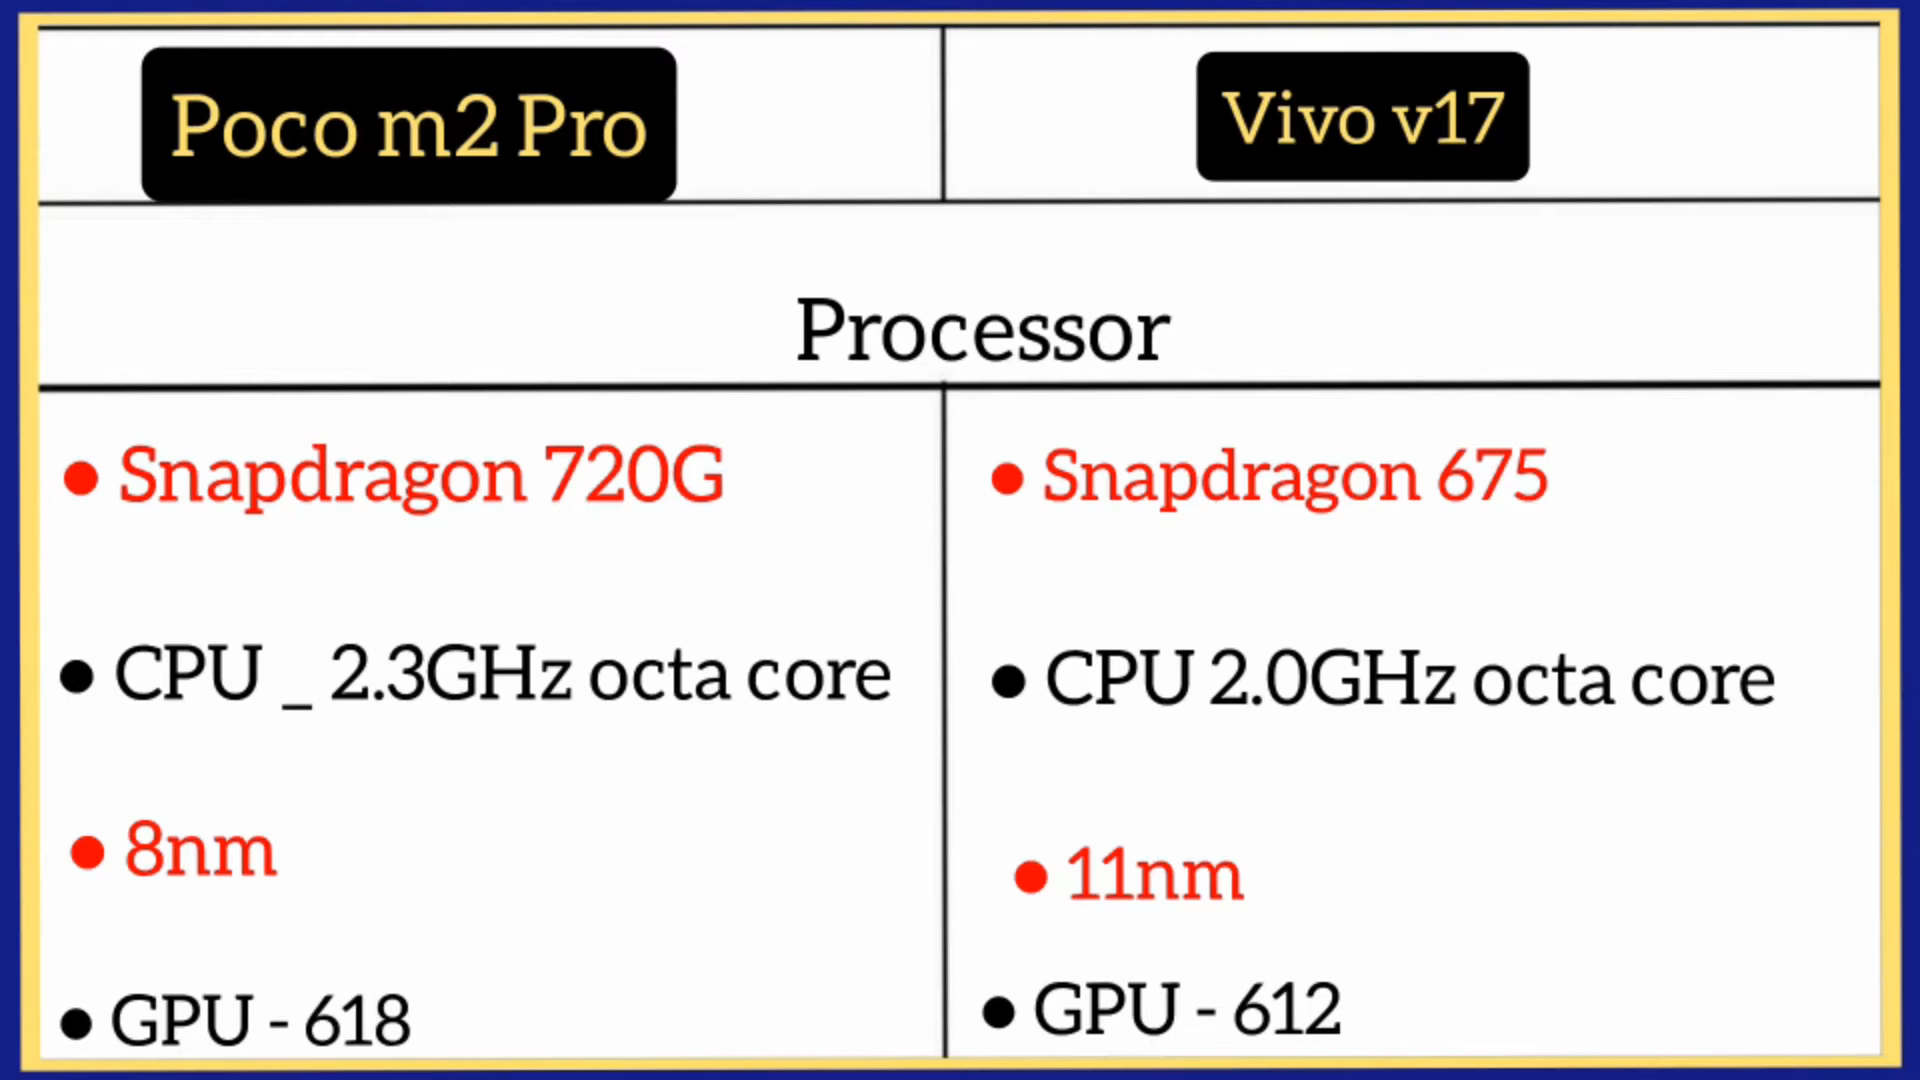 Poco m2 Pro
Vivo v17
Processor
• Snapdragon 720G
• Snapdragon 675
• CPU _ 2.3GHz octa core
• CPU 2.0GHz octa core
• 8nm
• 11nm
• GPU - 618
• GPU - 612